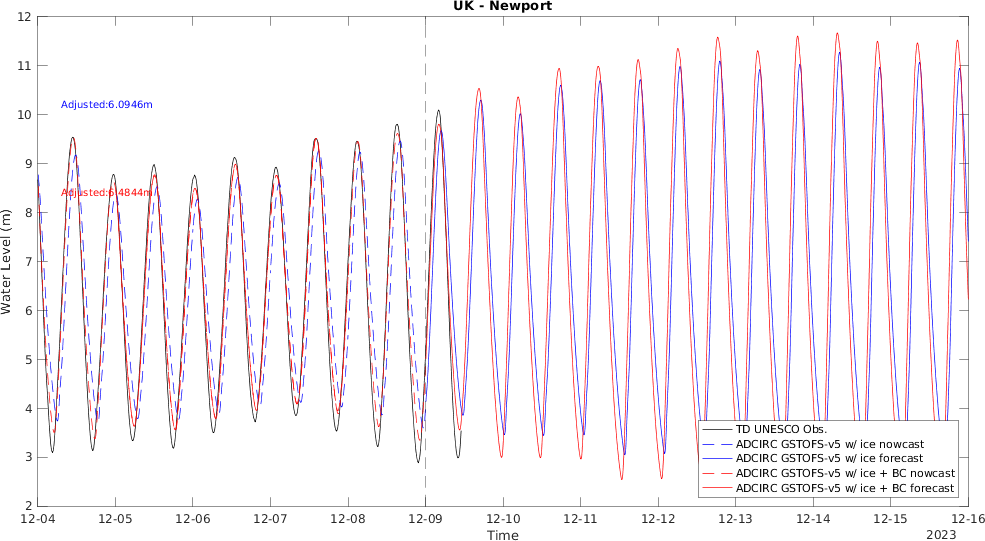 UK - Newport
12
11
10
9
8
7
6
5
4
3
2
Water Level (m)
Adjusted:6.0946m
Adjusted:6.4844m
TD UNESCO Obs.
ADCIRC GSTOFS-v5 w/ ice nowcast
ADCIRC GSTOFS-v5 w/ ice forecast
ADCIRC GSTOFS-v5 w/ ice + BC nowcast
ADCIRC GSTOFS-v5 w/ ice + BC forecast
12-04 12-05 12-06 12-07 12-08 12-09 12-10 12-11 12-12 12-13 12-14 12-15 12-16
Time
2023